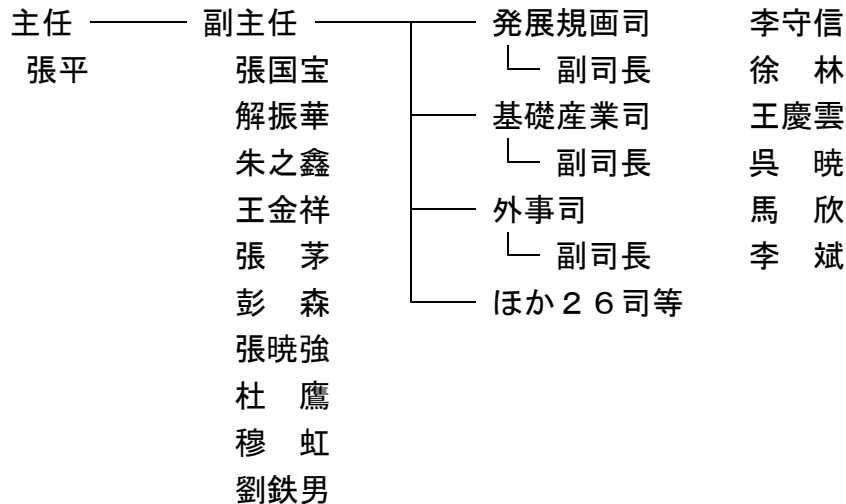 主任 副主任 発展規画司 李守信
張平 張国宝 副司長 徐　林
解振華 基礎産業司 王慶雲
朱之鑫 副司長 呉　暁
王金祥 外事司 馬　欣
張　茅 副司長 李　斌
彭　森 ほか２６司等
張暁強
杜　鷹
穆　虹
劉鉄男